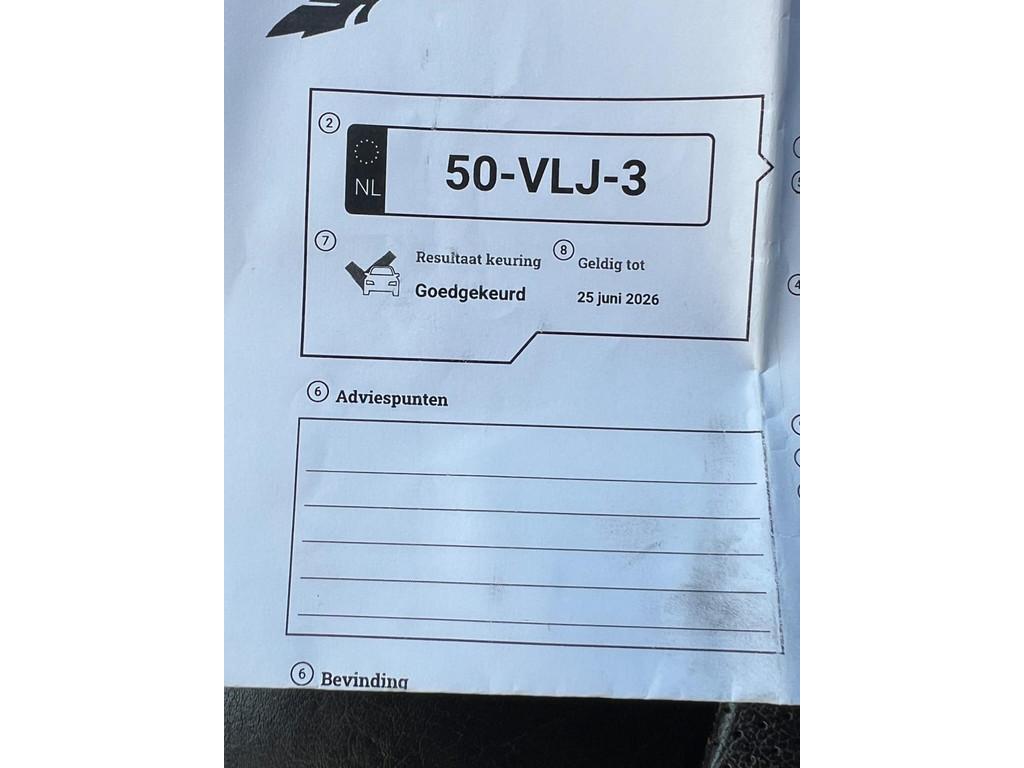 2
NL
50-VLJ-3
7
Resultaat keuring
Goedgekeurd
8
Geldig tot
25 juni 2026
6 Adviespunten
6 Bevinding